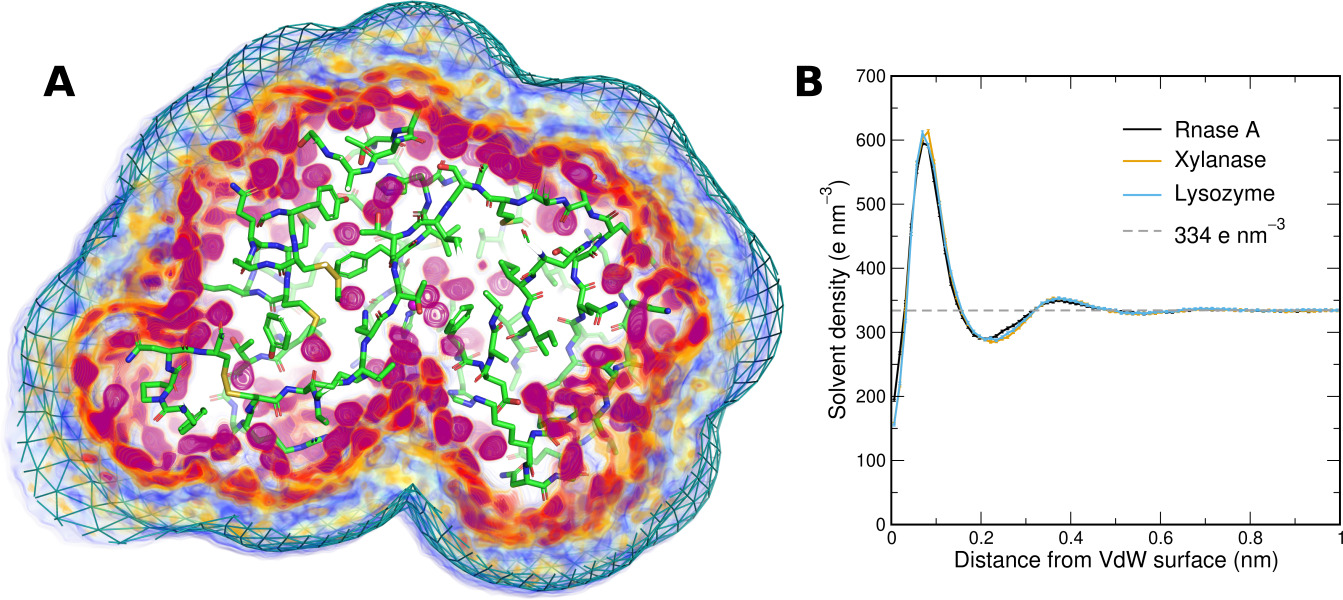 A
B
700
600
500
400
300
200
100
0
Solvent density (e nm⁻³)
Rnase A
Xylanase
Lysozyme
334 e nm⁻³
0 0.2 0.4 0.6 0.8 1
Distance from VdW surface (nm)